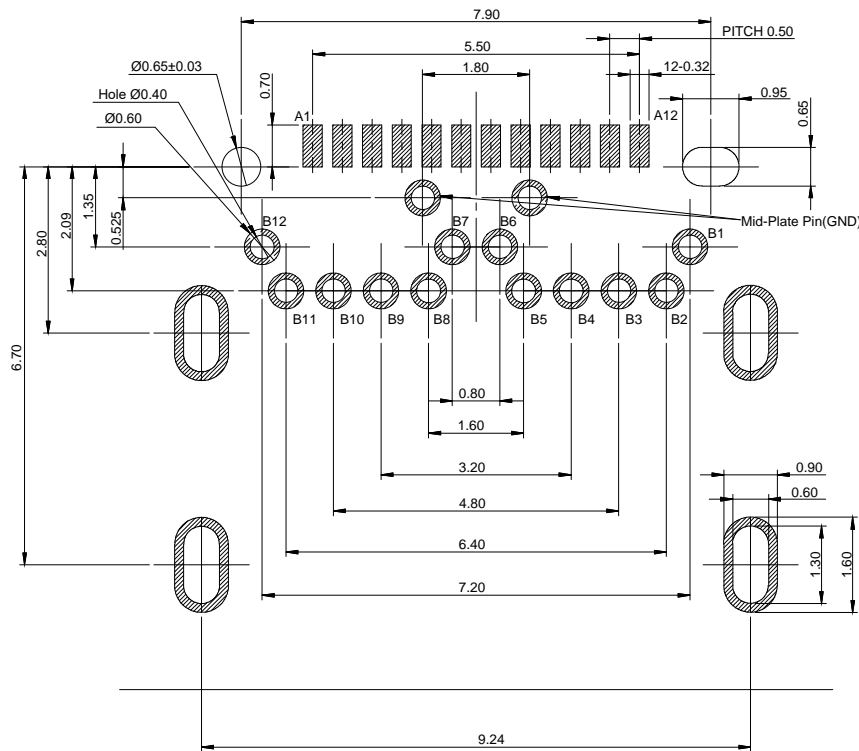 7.90
PITCH 0.50
5.50
Ø0.65±0.03
1.80
12-0.32
Hole Ø0.40
0.70
0.95
Ø0.60
A1
A12
0.65
0.525
1.35
2.09
2.80
6.70
Mid-Plate Pin(GND)
B12
B7
B6
B1
B11
B10
B9
B8
B5
B4
B3
B2
0.80
1.60
3.20
0.90
4.80
0.60
6.40
1.30
1.60
7.20
9.24